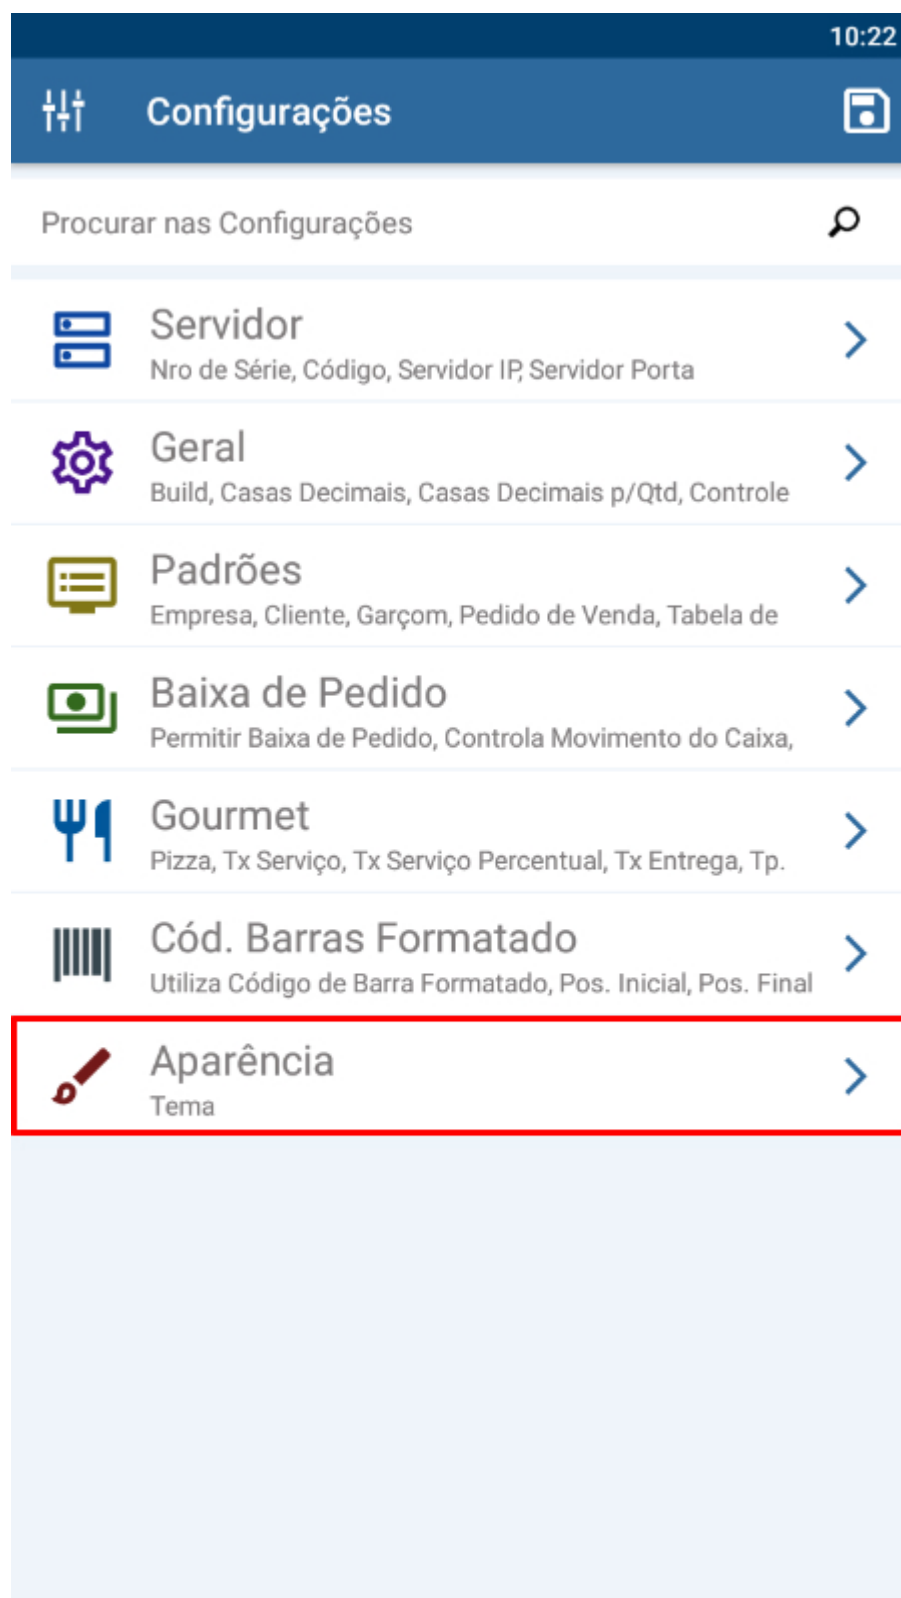 10:22
Configurações
Procurar nas Configurações
Servidor
Nro de Série, Código, Servidor IP, Servidor Porta
Geral
Build, Casas Decimais, Casas Decimais p/Qtd, Controle
Padrões
Empresa, Cliente, Garçom, Pedido de Venda, Tabela de
Baixa de Pedido
Permitir Baixa de Pedido, Controla Movimento do Caixa,
Gourmet
Pizza, Tx Serviço, Tx Serviço Percentual, Tx Entrega, Tp.
Cód. Barras Formatado
Utiliza Código de Barra Formatado, Pos. Inicial, Pos. Final
Aparência
Tema